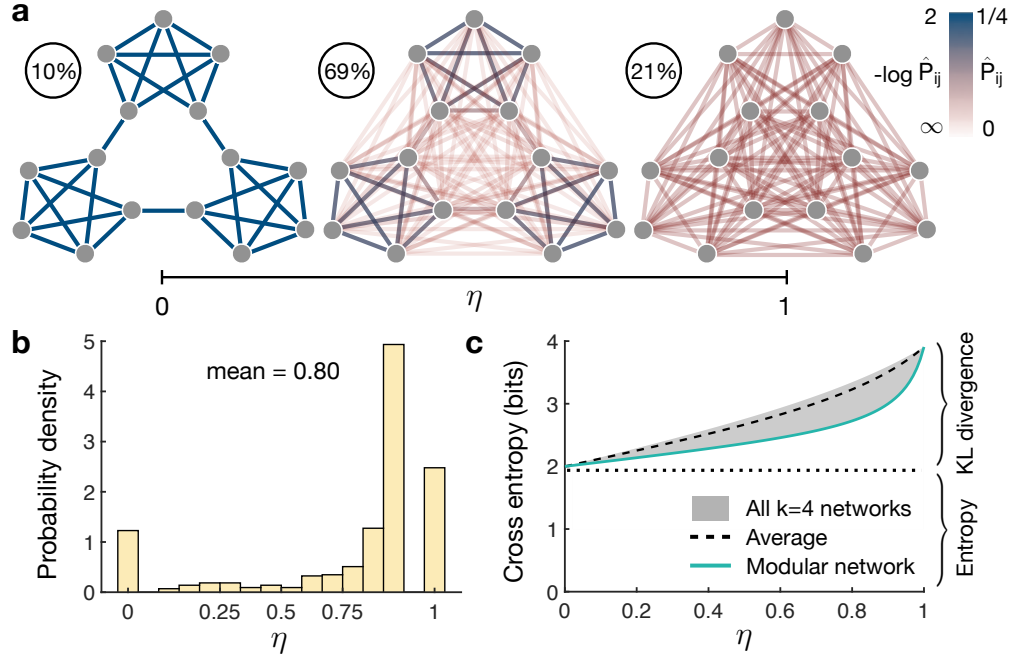 a
10%
69%
21%
2
1/4
-log P̂ij
P̂ij
∞
0
0
η
1
b
mean = 0.80
Probability density
5
4
3
2
1
0
0
0.25
0.5
0.75
1
η
c
Cross entropy (bits)
4
3
2
1
0
0
0.2
0.4
0.6
0.8
1
η
All k=4 networks
Average
Modular network
KL divergence
Entropy